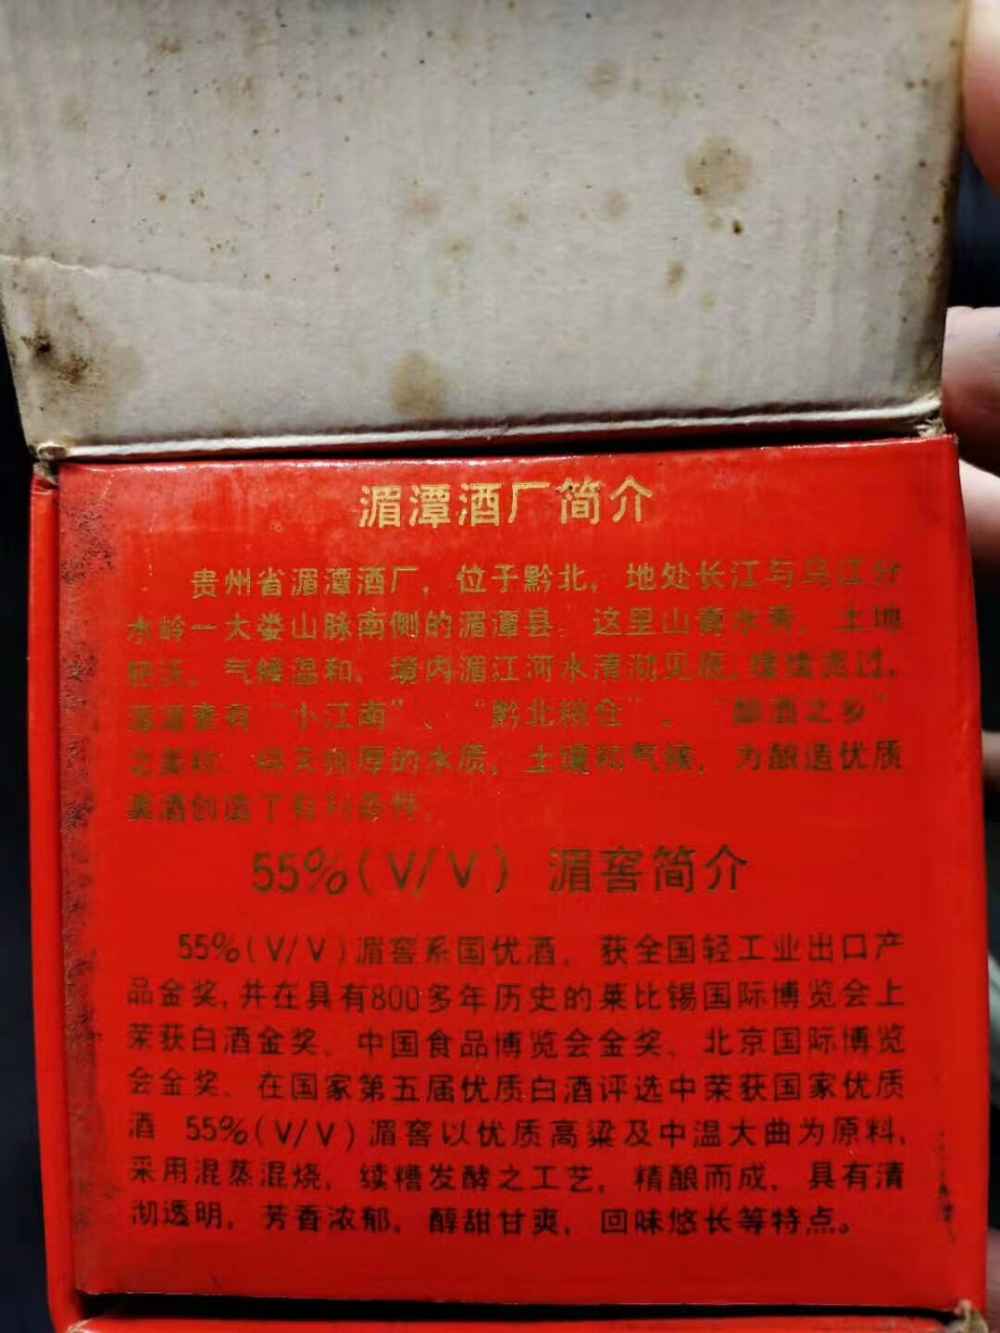 湄潭酒厂简介
贵州省湄潭酒厂，位于黔北，地处长江与乌江分
水岭一大娄山脉南侧的湄潭县。这里山青水秀，土地
肥沃，气候温和。境内湄江河水清沏见底，缓缓流过，
湄潭素有“小江南”、“黔北粮仓”、“酿酒之乡”
之美称 得天独厚的水质，土壤和气候，为酿造优质
美酒创造了有利条件。
55%(V/V) 湄窖简介
55%(V/V)湄窖系国优酒，获全国轻工业出口产
品金奖，并在具有800多年历史的莱比锡国际博览会上
荣获白酒金奖、中国食品博览会金奖、北京国际博览
会金奖。在国家第五届优质白酒评选中荣获国家优质
酒 55%(V/V)湄窖以优质高粱及中温大曲为原料，
采用混蒸混烧，续糟发酵之工艺，精酿而成，具有清
沏透明，芳香浓郁，醇甜甘爽，回味悠长等特点。